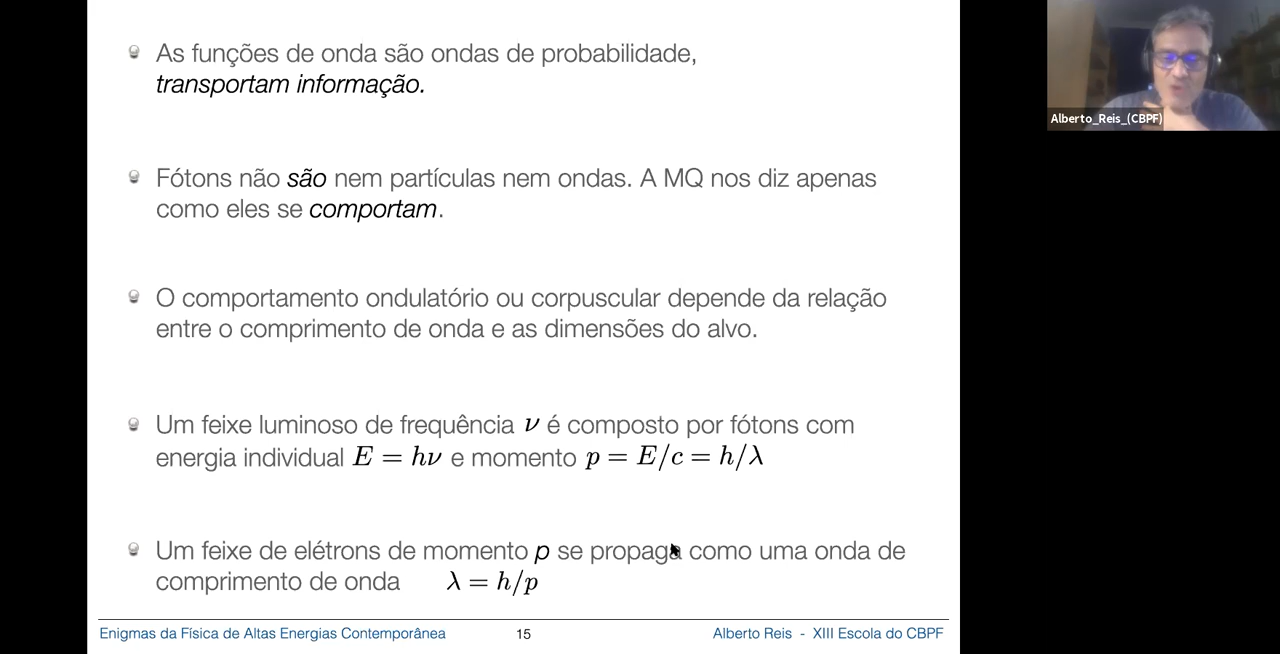 As funções de onda são ondas de probabilidade,
transportam informação.
Fótons não são nem partículas nem ondas. A MQ nos diz apenas
como eles se comportam.
O comportamento ondulatório ou corpuscular depende da relação
entre o comprimento de onda e as dimensões do alvo.
Um feixe luminoso de frequência ν é composto por fótons com
energia individual E = hν e momento p = E/c = h/λ
Um feixe de elétrons de momento p se propaga como uma onda de
comprimento de onda λ = h/p
Enigmas da Física de Altas Energias Contemporânea 15 Alberto Reis - XIII Escola do CBPF
Alberto_Reis_(CBPF)